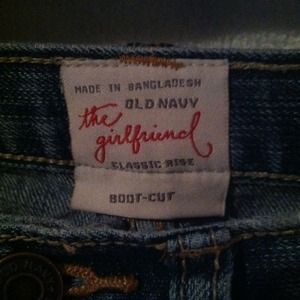 MADE IN BANGLADESH
OLD NAVY
the
girlfriend
CLASSIC RISE
BOOT-CUT